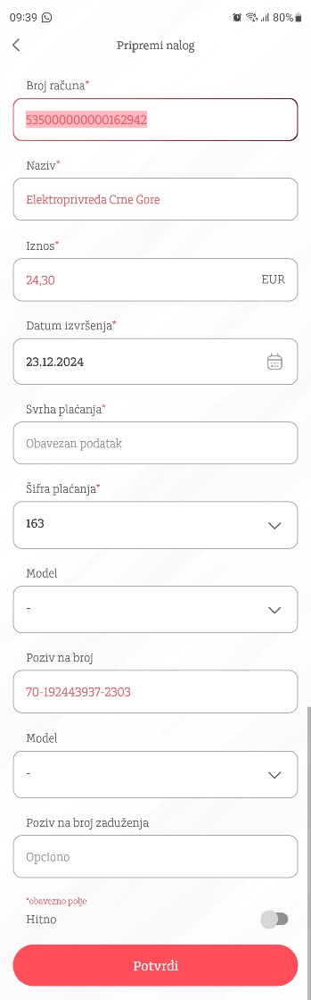 09:39 80%
Pripremi nalog
Broj računa*
535000000000162942
Naziv*
Elektroprivreda Crne Gore
Iznos*
24,30 EUR
Datum izvršenja*
23.12.2024
Svrha plaćanja*
Obavezan podatak
Šifra plaćanja*
163
Model
-
Poziv na broj
70-192443937-2303
Model
-
Poziv na broj zaduženja
Opciono
*obavezno polje
Hitno
Potvrdi